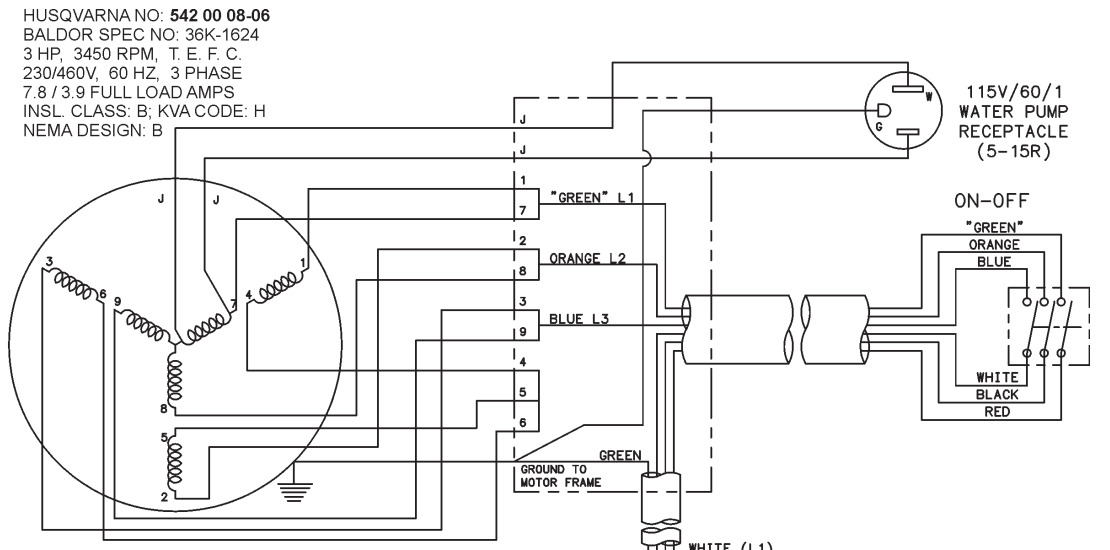 HUSQVARNA NO: 542 00 08-06
BALDOR SPEC NO: 36K-1624
3 HP, 3450 RPM, T. E. F. C.
230/460V, 60 HZ, 3 PHASE
7.8 / 3.9 FULL LOAD AMPS
INSL. CLASS: B; KVA CODE: H
NEMA DESIGN: B
W
G
115V/60/1
WATER PUMP
RECEPTACLE
(5-15R)
J
J
J
J
1
"GREEN" L1
7
2
ORANGE L2
8
3
BLUE L3
9
4
5
6
3
6
9
7
4
1
8
5
2
ON-OFF
"GREEN"
ORANGE
BLUE
WHITE
BLACK
RED
GREEN
GROUND TO
MOTOR FRAME
WHITE (L1)